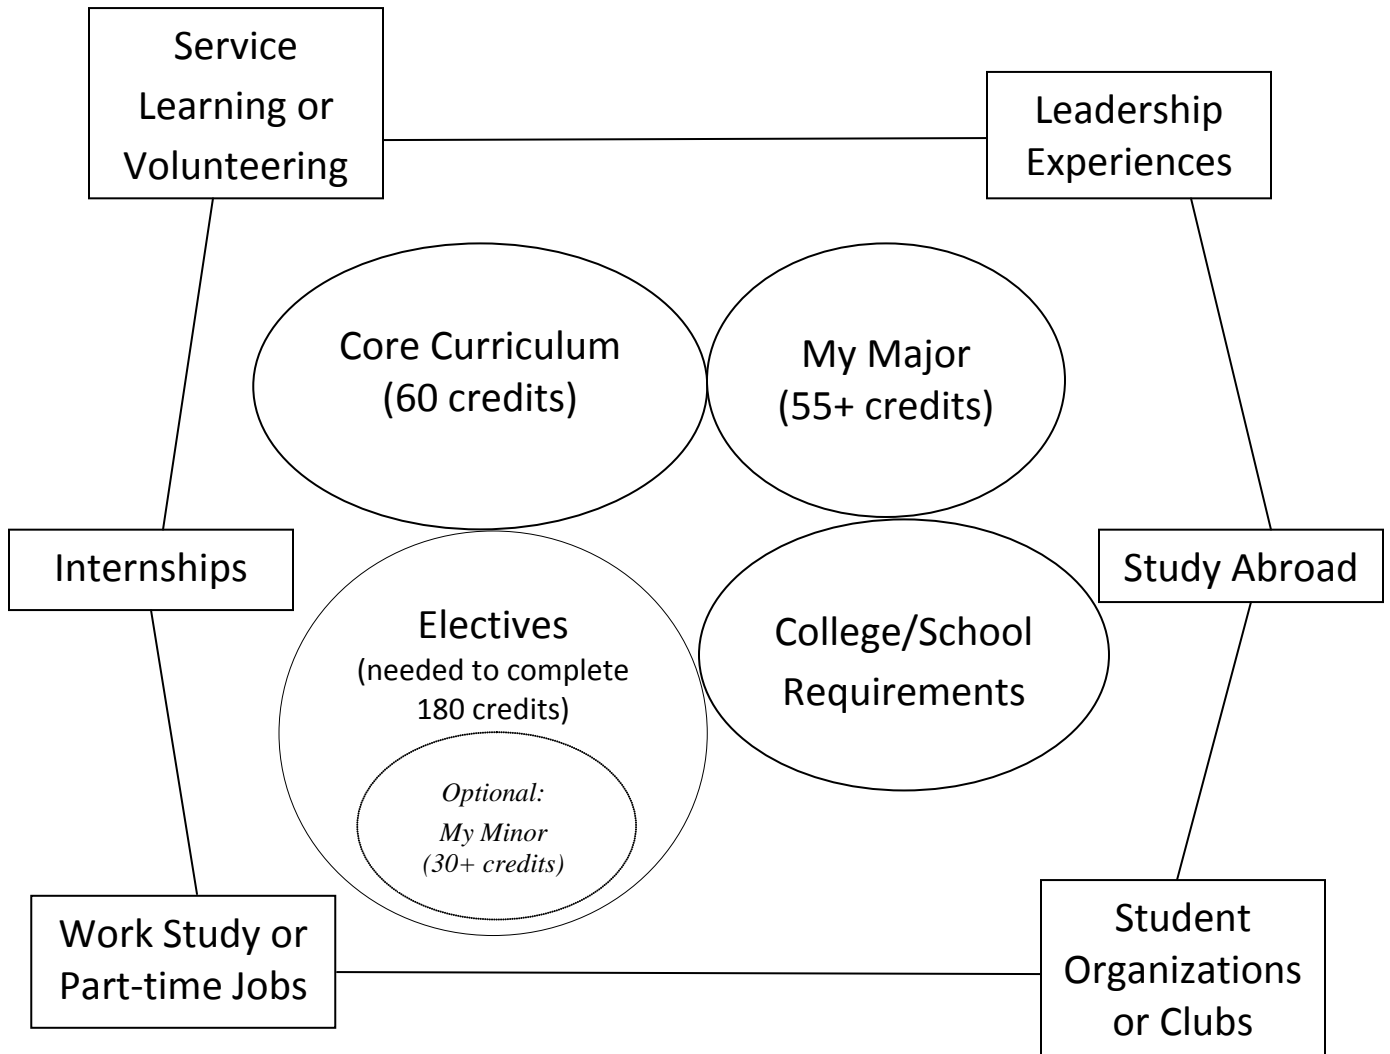 Service
Learning or
Volunteering
Leadership
Experiences
Core Curriculum
(60 credits)
My Major
(55+ credits)
Internships
Study Abroad
Electives
(needed to complete
180 credits)
College/School
Requirements
Optional:
My Minor
(30+ credits)
Work Study or
Part-time Jobs
Student
Organizations
or Clubs